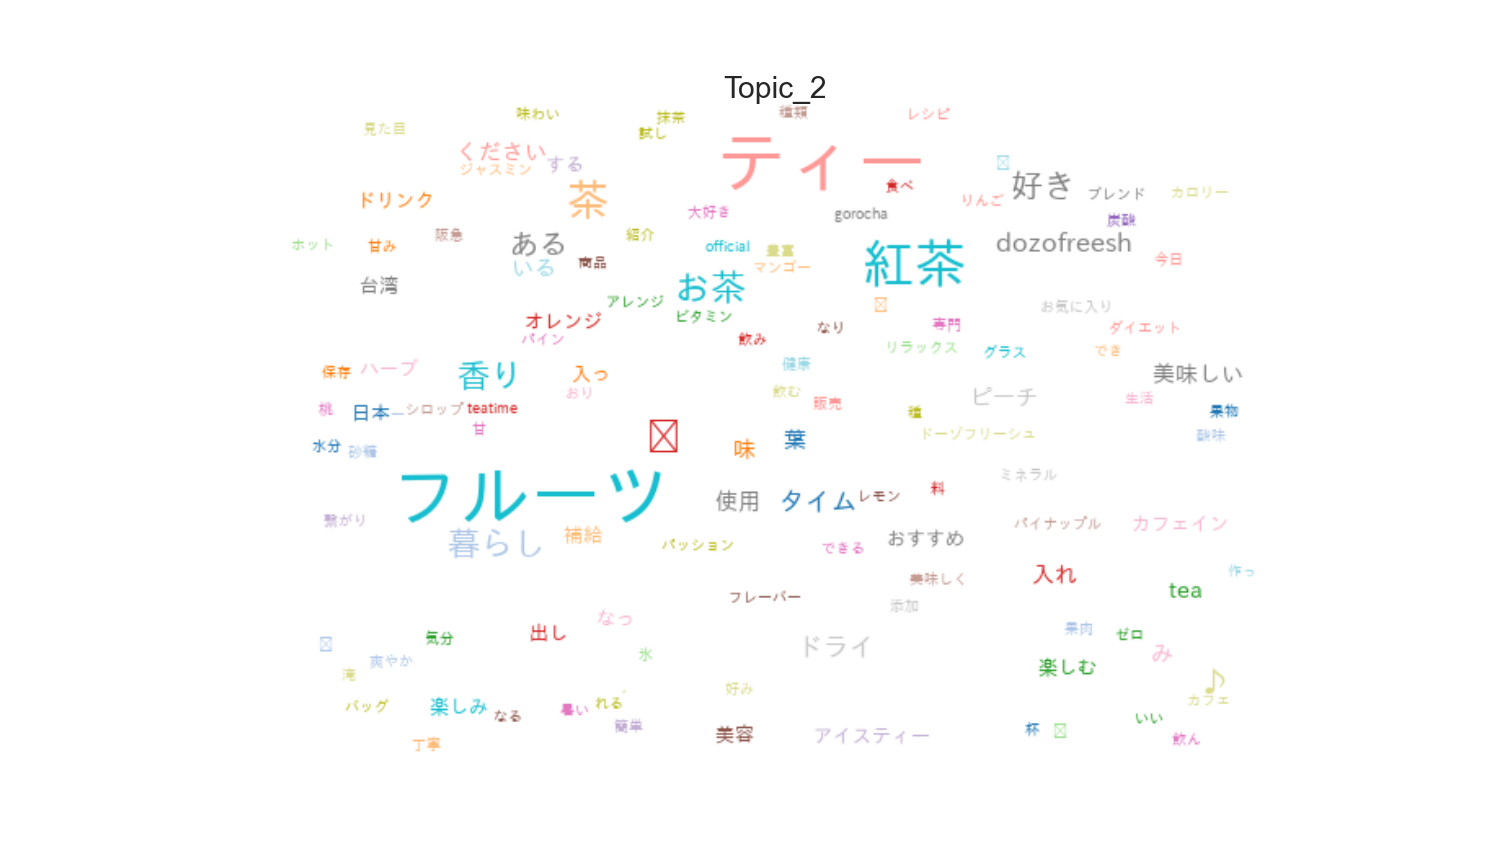 Topic_2
味わい
抹茶
種類
レシピ
見た目
試し
ください
ジャスミン
する
ティー
食べ
好き
ブレンド
カロリー
ドリンク
茶
大好き
gorocha
りんご
炭酸
ホット
甘み
阪急
ある
紹介
official
豊富
紅茶
dozofreesh
今日
いる
商品
マンゴー
台湾
お茶
アレンジ
ビタミン
お気に入り
オレンジ
パイン
飲み
なり
専門
ダイエット
リラックス
グラス
でき
保存
ハーブ
香り
入っ
健康
美味しい
おり
飲む
ピーチ
生活
桃
日本
シロップ
teatime
販売
種
果物
甘
ドーゾフリーシュ
酸味
水分
砂糖
味
葉
ミネラル
フルーツ
使用
タイム
レモン
料
繋がり
パイナップル
カフェイン
暮らし
補給
パッション
できる
おすすめ
美味しく
入れ
作っ
フレーバー
添加
tea
なっ
気分
出し
果肉
ゼロ
爽やか
氷
ドライ
楽しむ
み
滝
♪
バッグ
楽しみ
なる
暑い
れる
好み
カフェ
簡単
いい
丁寧
美容
アイスティー
杯
飲ん